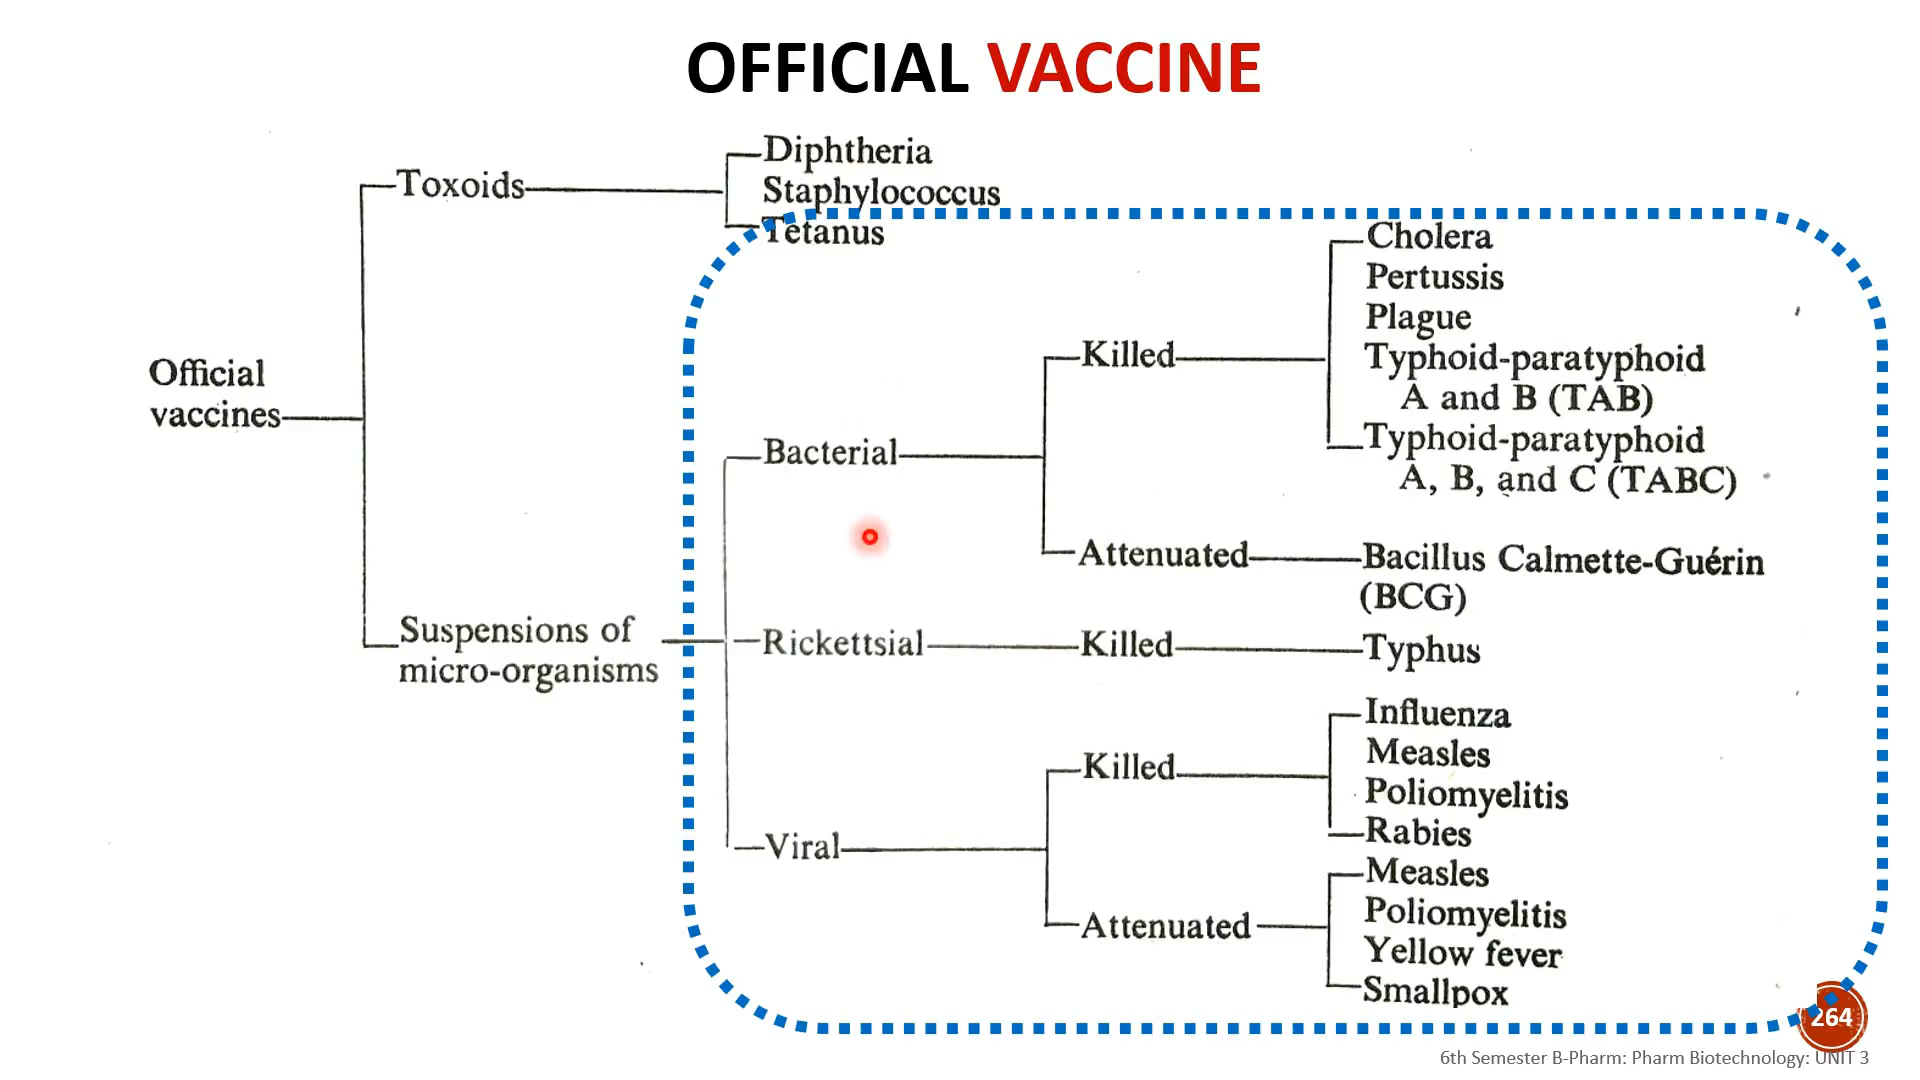 OFFICIAL VACCINE
Diphtheria
Toxoids
Staphylococcus
Tetanus
Cholera
Pertussis
Plague
Killed
Typhoid-paratyphoid
A and B (TAB)
Official
vaccines
Bacterial
Typhoid-paratyphoid
A, B, and C (TABC)
Attenuated
Bacillus Calmette-Guérin
(BCG)
Suspensions of
micro-organisms
Rickettsial
Killed
Typhus
Influenza
Killed
Measles
Poliomyelitis
Rabies
Viral
Measles
Attenuated
Poliomyelitis
Yellow fever
Smallpox
264
6th Semester B-Pharm: Pharm Biotechnology: UNIT 3